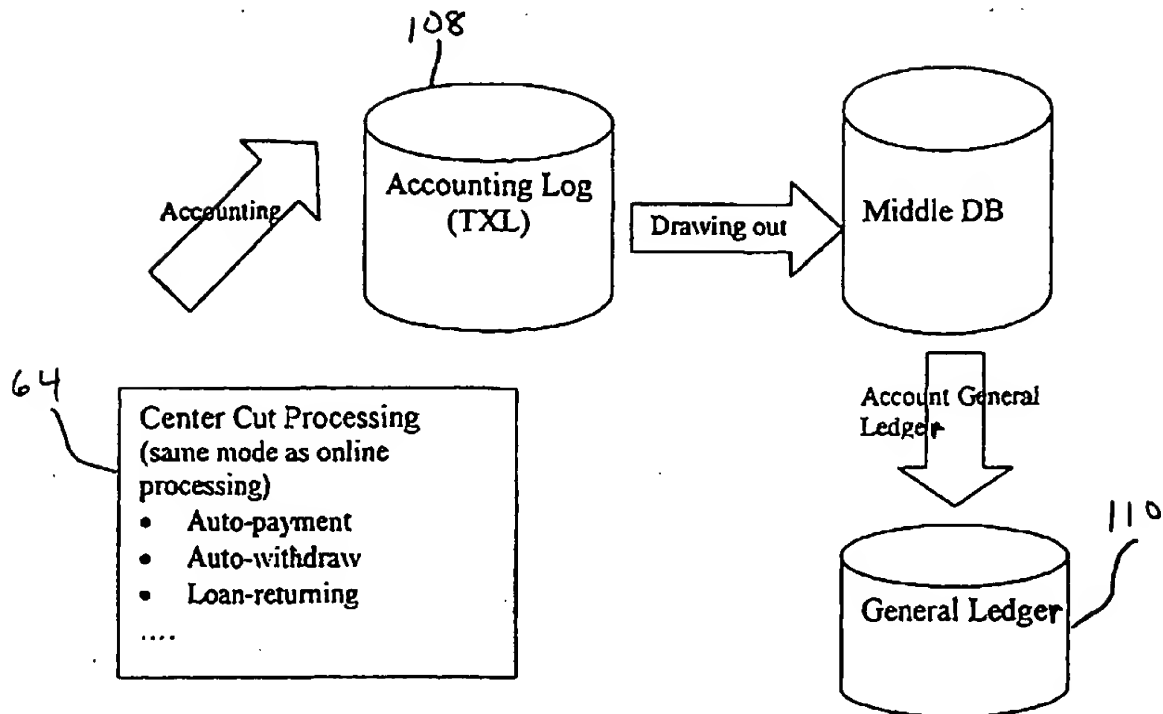 108
Accounting Log
(TXL)
Accounting
Drawing out
Middle DB
64
Center Cut Processing
(same mode as online
processing)
• Auto-payment
• Auto-withdraw
• Loan-returning
....
Account General
Ledger
110
General Ledger